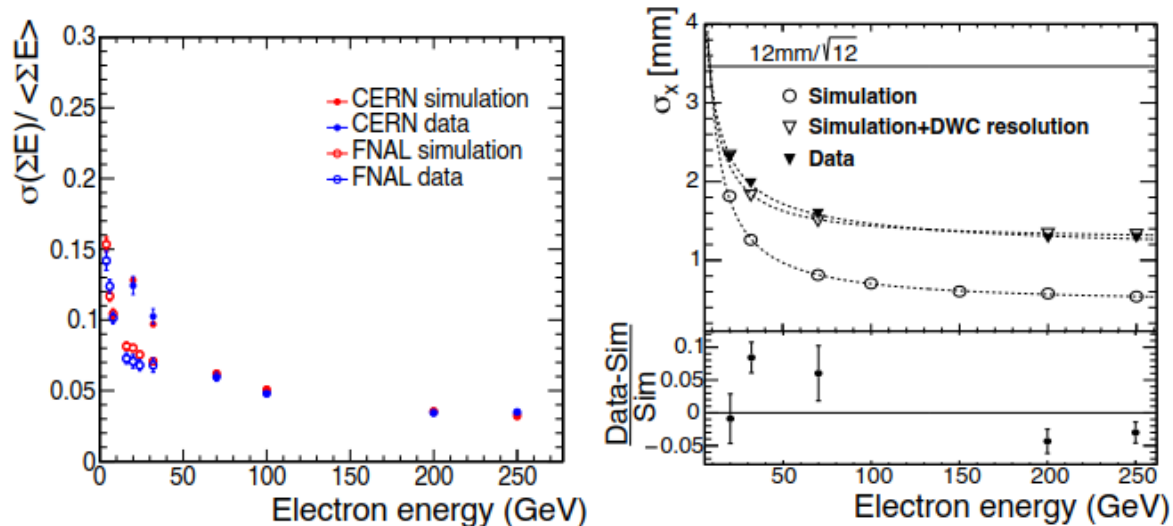 σ(ΣE)/ <ΣE>
0.3
0.25
0.2
0.15
0.1
0.05
0
CERN simulation
CERN data
FNAL simulation
FNAL data
0 50 100 150 200 250
Electron energy (GeV)
σx [mm]
4
3
2
1
12mm/√12
Simulation
Simulation+DWC resolution
Data
Data-Sim
Sim
0.1
0.05
0
−0.05
50 100 150 200 250
Electron energy (GeV)